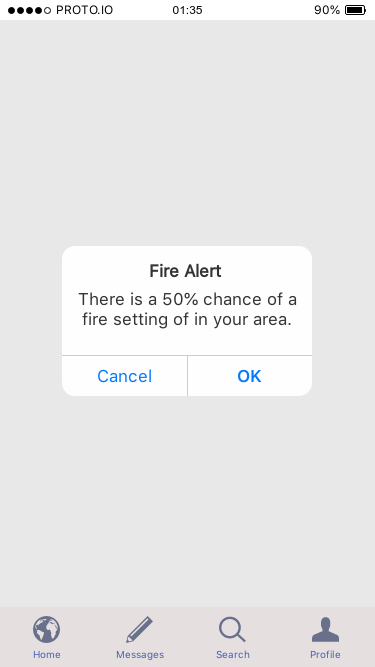 PROTO.IO 01:35 90%
Fire Alert
There is a 50% chance of a
fire setting of in your area.
Cancel OK
Home Messages Search Profile